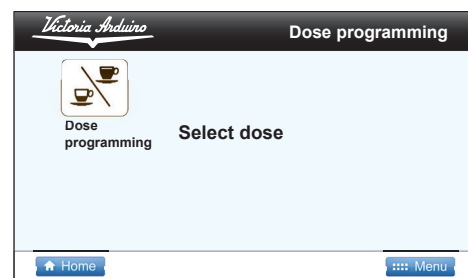 Victoria Arduino
Dose programming
Dose
programming
Select dose
Home
Menu